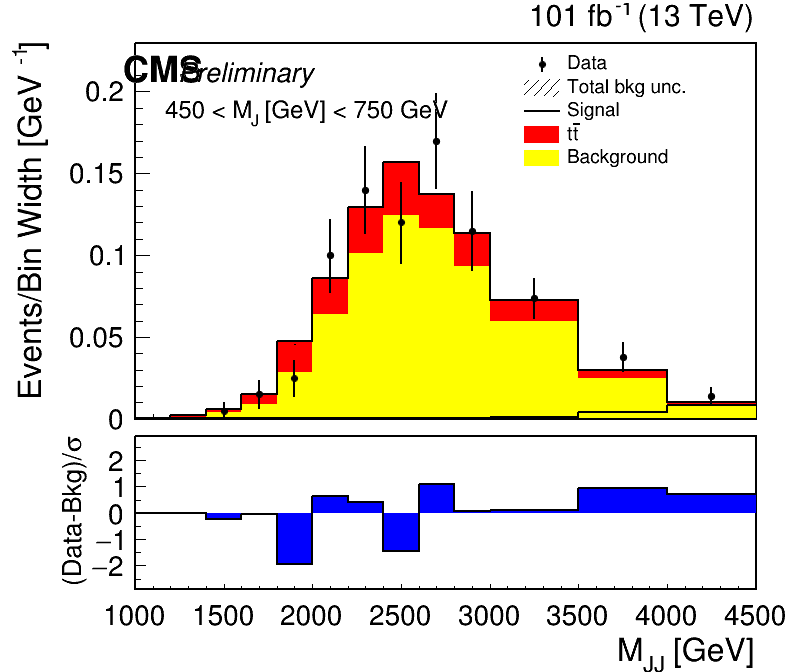 101 fb⁻¹ (13 TeV)
CMS Preliminary
450 < M_J [GeV] < 750 GeV
Data
Total bkg unc.
Signal
tt̄
Background
Events/Bin Width [GeV⁻¹]
0.2
0.15
0.1
0.05
0
(Data-Bkg)/σ
2
1
0
−1
−2
1000 1500 2000 2500 3000 3500 4000 4500
M_JJ [GeV]